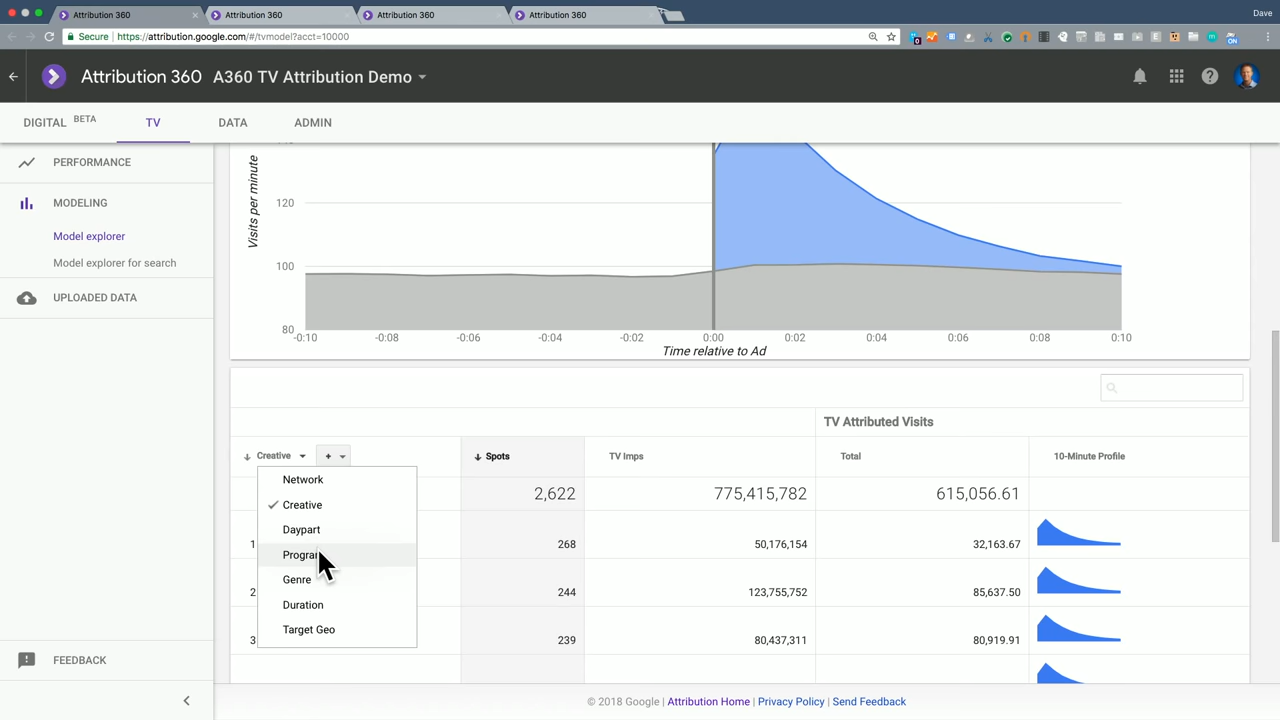 Attribution 360
Attribution 360
Attribution 360
Attribution 360
Dave
Secure | https://attribution.google.com/#/tvmodel?acct=10000
ON
Attribution 360 A360 TV Attribution Demo
DIGITAL BETA
TV
DATA
ADMIN
PERFORMANCE
MODELING
Model explorer
Model explorer for search
UPLOADED DATA
FEEDBACK
Visits per minute
120
100
80
-0:10 -0:08 -0:06 -0:04 -0:02 0:00 0:02 0:04 0:06 0:08 0:10
Time relative to Ad
TV Attributed Visits
Creative + Spots TV Imps Total 10-Minute Profile
2,622 775,415,782 615,056.61
1 268 50,176,154 32,163.67
2 244 123,755,752 85,637.50
3 239 80,437,311 80,919.91
Network
Creative
Daypart
Genre
Duration
Target Geo
© 2018 Google | Attribution Home | Privacy Policy | Send Feedback